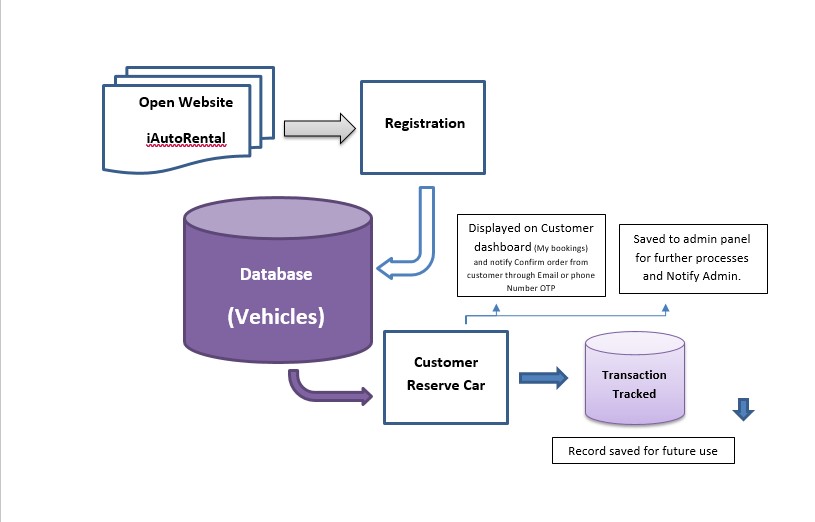 Open Website
iAutoRental
Registration
Database
(Vehicles)
Displayed on Customer
dashboard (My bookings)
and notify Confirm order from
customer through Email or phone
Number OTP
Saved to admin panel
for further processes
and Notify Admin.
Customer
Reserve Car
Transaction
Tracked
Record saved for future use